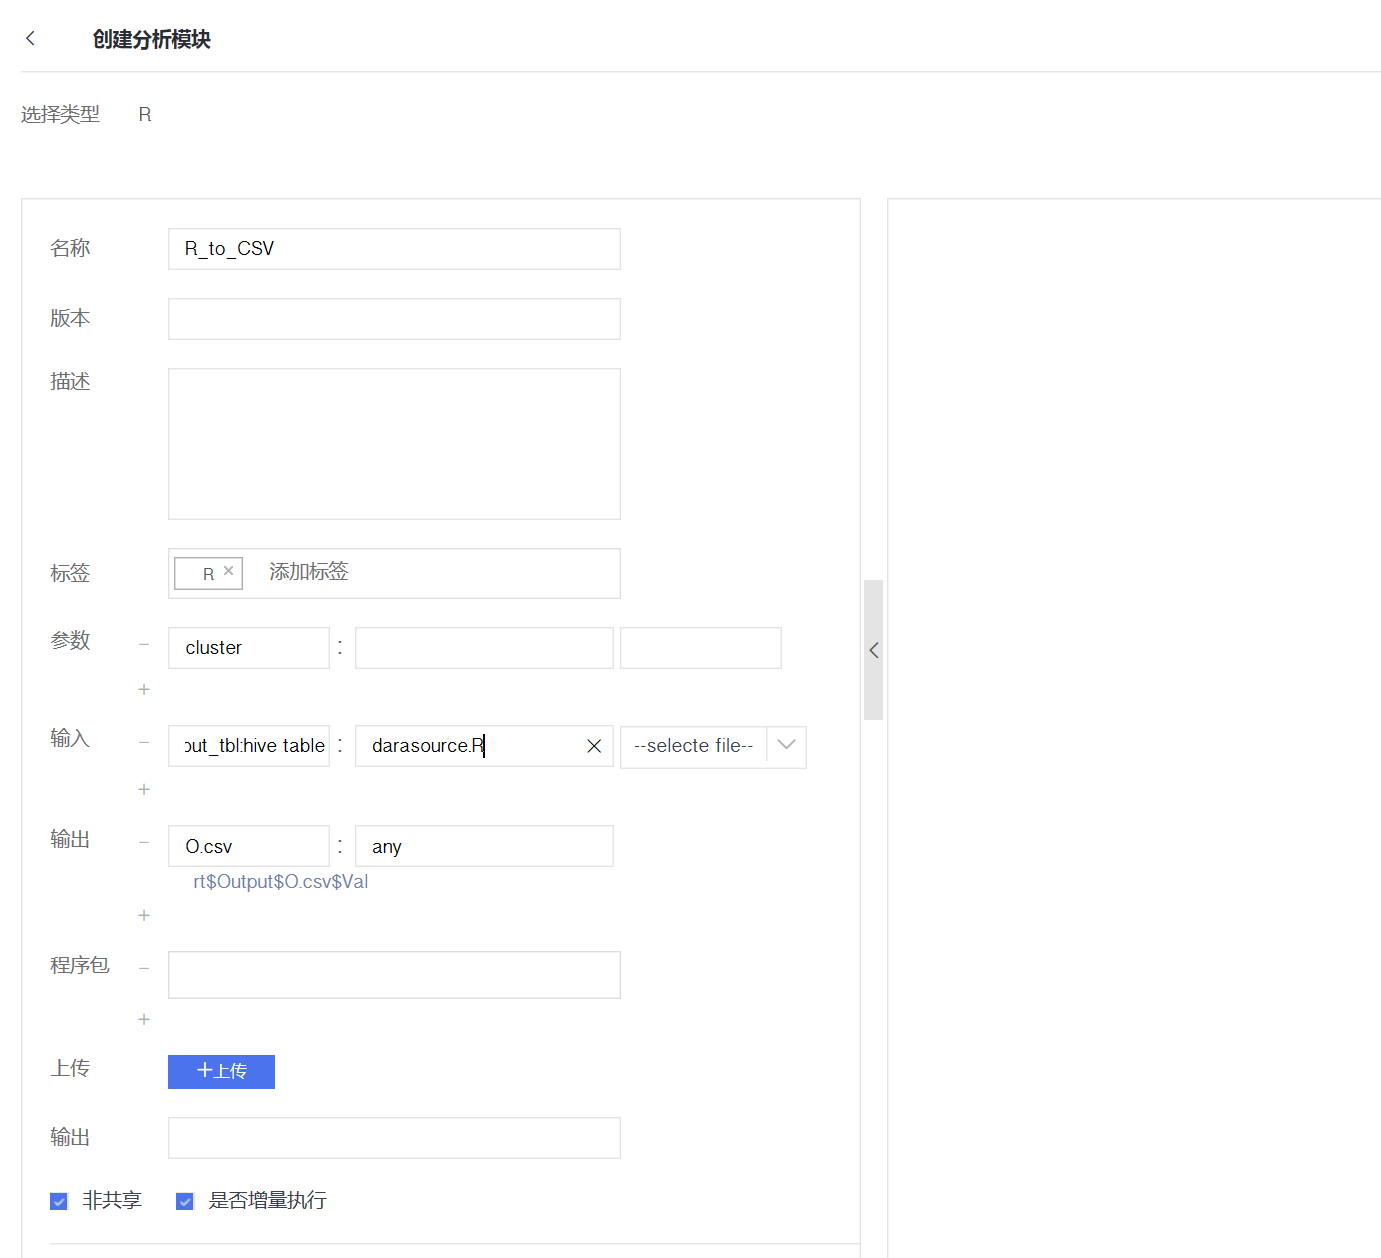 创建分析模块
选择类型 R
名称 R_to_CSV
版本
描述
标签 R × 添加标签
参数 − cluster :
+
输入 − out_tbl:hive table : darasource.R --selecte file--
+
输出 − O.csv : any
rt$Output$O.csv$Val
+
程序包 −
+
上传 +上传
输出
非共享 是否增量执行